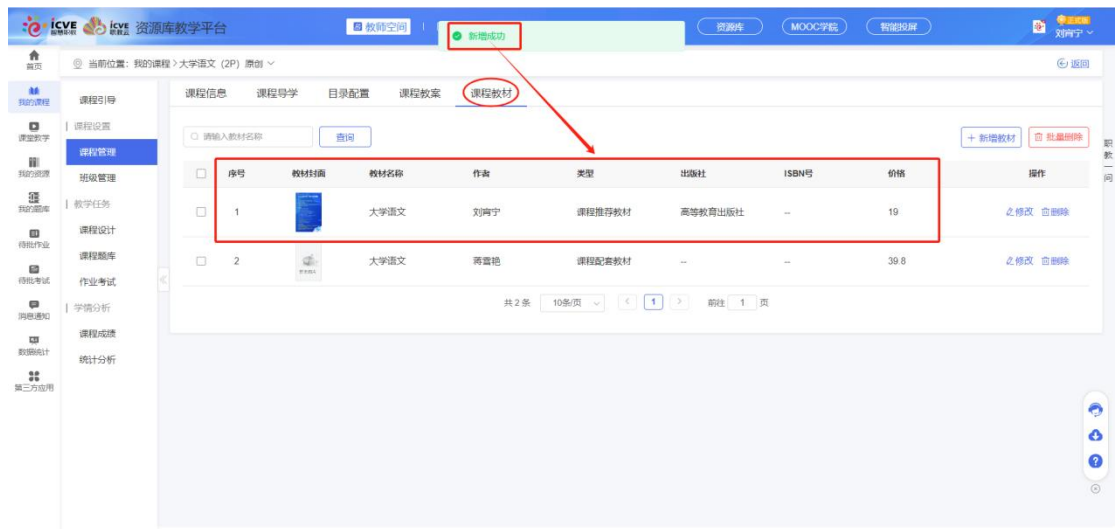 icve 智慧职教 icve 职教云 资源库教学平台 教师空间 新增成功 资源库 MOOC学院 智能投屏 正式版 刘宵宁
首页 当前位置: 我的课程 > 大学语文 (2P) 原创 返回
我的课程 课程引导 课程信息 课程导学 目录配置 课程教案 课程教材
课堂教学 课程设置
请输入教材名称 查询 + 新增教材 批量删除
课程管理
我的资源 班级管理 序号 教材封面 教材名称 作者 类型 出版社 ISBN号 价格 操作
我的题库 教学任务 1 大学语文 刘宵宁 课程推荐教材 高等教育出版社 -- 19 修改 删除
待批作业 课程设计
课程题库 2 大学语文 蒋雪艳 课程配套教材 -- -- 39.8 修改 删除
待批考试 作业考试
消息通知 学情分析 共 2 条 10条/页 1 前往 1 页
课程成绩
数据统计 统计分析
第三方应用
职教一问